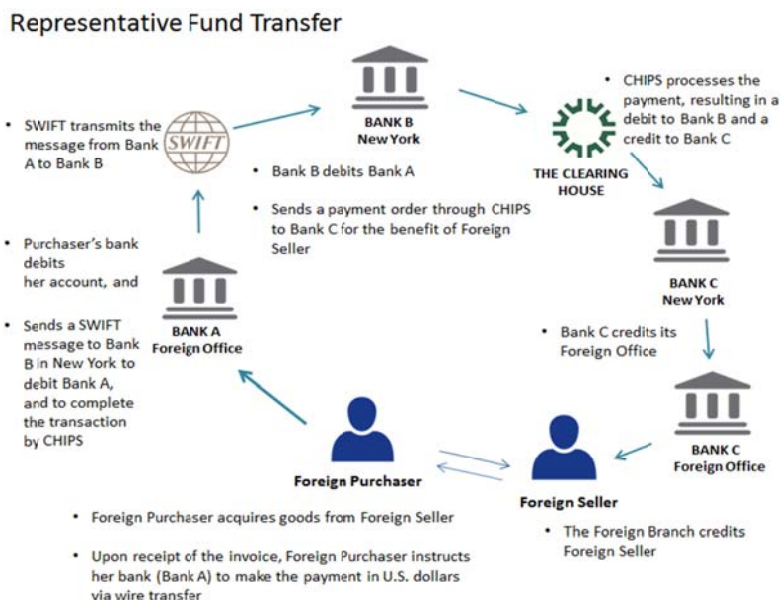 Representative Fund Transfer
BANK B
New York
• CHIPS processes the
payment, resulting in a
debit to Bank B and a
credit to Bank C
• SWIFT transmits the
message from Bank
A to Bank B
SWIFT
• Bank B debits Bank A
• Sends a payment order through CHIPS
to Bank C for the benefit of Foreign
Seller
THE CLEARING
HOUSE
• Purchaser's bank
debits
her account, and
• Sends a SWIFT
message to Bank
B in New York to
debit Bank A,
and to complete
the transaction
by CHIPS
BANK A
Foreign Office
BANK C
New York
• Bank C credits its
Foreign Office
BANK C
Foreign Office
Foreign Purchaser
Foreign Seller
• Foreign Purchaser acquires goods from Foreign Seller
• Upon receipt of the invoice, Foreign Purchaser instructs
her bank (Bank A) to make the payment in U.S. dollars
via wire transfer
• The Foreign Branch credits
Foreign Seller